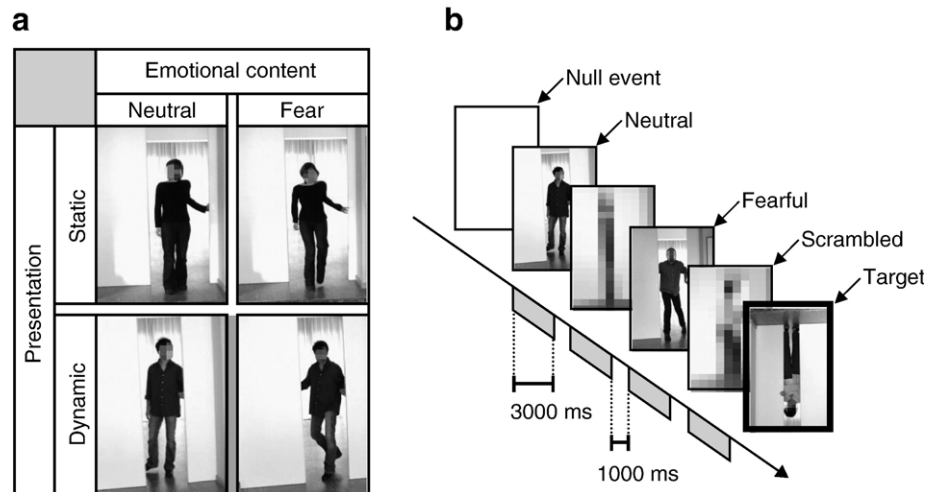 a
Emotional content
Neutral
Fear
Presentation
Static
Dynamic
b
Null event
Neutral
Fearful
Scrambled
Target
3000 ms
1000 ms